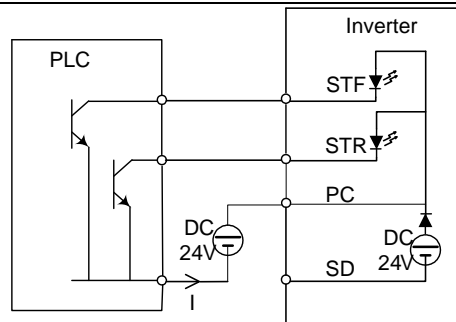 Inverter
PLC
STF
STR
PC
DC
24V
DC
24V
SD
I